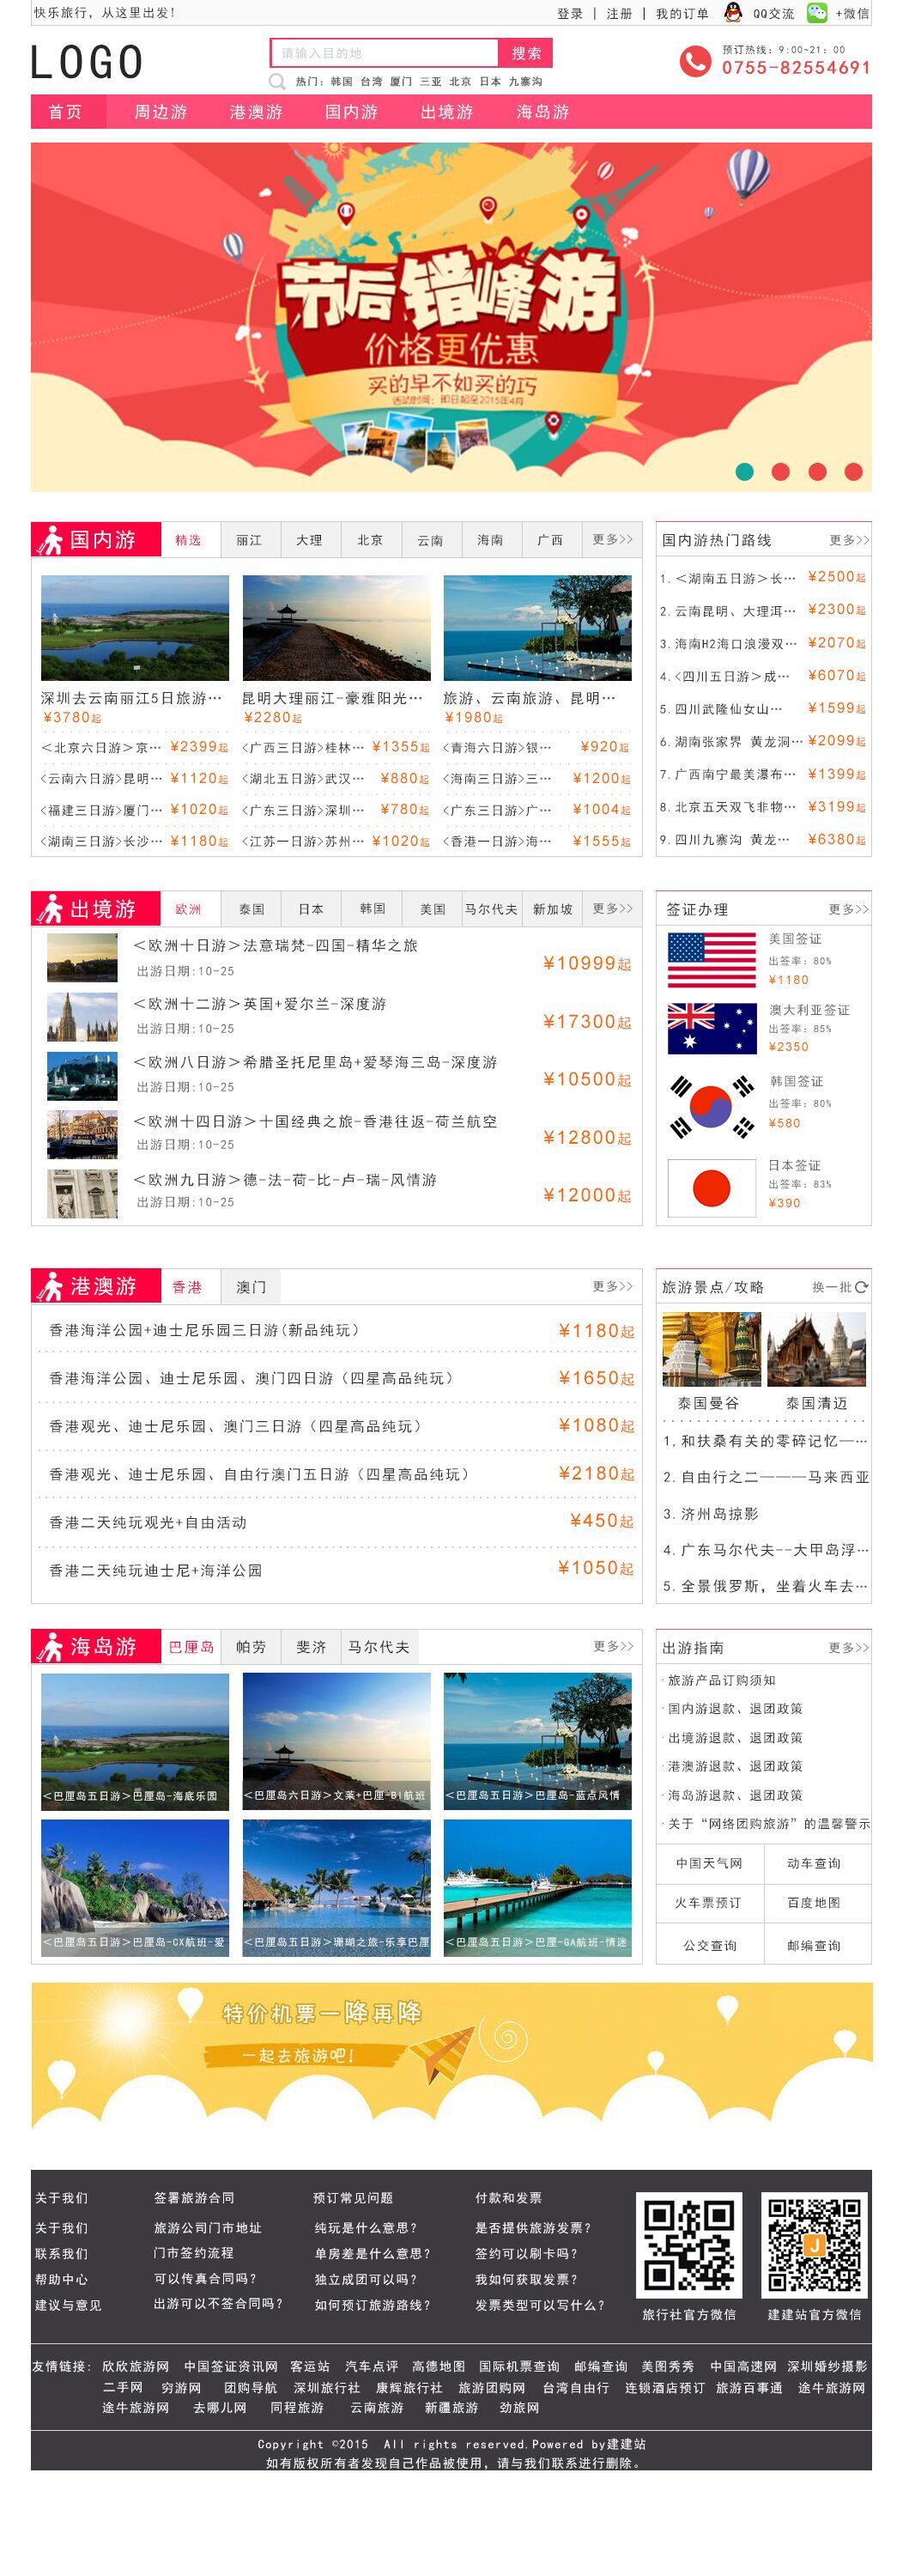 快乐旅行，从这里出发!
登录 | 注册 | 我的订单 QQ交流 +微信
LOGO
请输入目的地 搜索
热门：韩国 台湾 厦门 三亚 北京 日本 九寨沟
预订热线：9:00~21：00
0755-82554691
首页 周边游 港澳游 国内游 出境游 海岛游
节后错峰游
价格更优惠
买的早不如买的巧
活动时间：即日起至2015年4月
国内游 精选 丽江 大理 北京 云南 海南 广西 更多>>
深圳去云南丽江5日旅游…
¥3780起
<北京六日游>京… ¥2399起
<云南六日游>昆明… ¥1120起
<福建三日游>厦门… ¥1020起
<湖南三日游>长沙… ¥1180起
昆明大理丽江-豪雅阳光…
¥2280起
<广西三日游>桂林… ¥1355起
<湖北五日游>武汉… ¥880起
<广东三日游>深圳… ¥780起
<江苏一日游>苏州… ¥1020起
旅游、云南旅游、昆明…
¥1980起
<青海六日游>银… ¥920起
<海南三日游>三… ¥1200起
<广东三日游>广… ¥1004起
<香港一日游>海… ¥1555起
国内游热门路线 更多>>
1.<湖南五日游>长… ¥2500起
2.云南昆明、大理洱… ¥2300起
3.海南H2海口浪漫双… ¥2070起
4.<四川五日游>成… ¥6070起
5.四川武隆仙女山… ¥1599起
6.湖南张家界 黄龙洞… ¥2099起
7.广西南宁最美瀑布… ¥1399起
8.北京五天双飞非物… ¥3199起
9.四川九寨沟 黄龙… ¥6380起
出境游 欧洲 泰国 日本 韩国 美国 马尔代夫 新加坡 更多>>
<欧洲十日游>法意瑞梵-四国-精华之旅
出游日期:10-25
¥10999起
<欧洲十二游>英国+爱尔兰-深度游
出游日期:10-25
¥17300起
<欧洲八日游>希腊圣托尼里岛+爱琴海三岛-深度游
出游日期:10-25
¥10500起
<欧洲十四日游>十国经典之旅-香港往返-荷兰航空
出游日期:10-25
¥12800起
<欧洲九日游>德-法-荷-比-卢-瑞-风情游
出游日期:10-25
¥12000起
签证办理 更多>>
美国签证
出签率：80%
¥1180
澳大利亚签证
出签率：85%
¥2350
韩国签证
出签率：80%
¥580
日本签证
出签率：83%
¥390
港澳游 香港 澳门 更多>>
香港海洋公园+迪士尼乐园三日游(新品纯玩) ¥1180起
香港海洋公园、迪士尼乐园、澳门四日游（四星高品纯玩） ¥1650起
香港观光、迪士尼乐园、澳门三日游（四星高品纯玩） ¥1080起
香港观光、迪士尼乐园、自由行澳门五日游（四星高品纯玩） ¥2180起
香港二天纯玩观光+自由活动 ¥450起
香港二天纯玩迪士尼+海洋公园 ¥1050起
旅游景点/攻略 换一批
泰国曼谷 泰国清迈
1,和扶桑有关的零碎记忆—…
2.自由行之二———马来西亚
3.济州岛掠影
4.广东马尔代夫--大甲岛浮…
5.全景俄罗斯，坐着火车去…
海岛游 巴厘岛 帕劳 斐济 马尔代夫 更多>>
<巴厘岛五日游>巴厘岛-海底乐园
<巴厘岛六日游>文莱+巴厘-BI航班
<巴厘岛五日游>巴厘岛-蓝点风情
<巴厘岛五日游>巴厘岛-CX航班-爱
<巴厘岛五日游>珊瑚之旅-乐享巴厘
<巴厘岛五日游>巴厘-GA航班-情迷
出游指南 更多>>
·旅游产品订购须知
·国内游退款、退团政策
·出境游退款、退团政策
·港澳游退款、退团政策
·海岛游退款、退团政策
·关于“网络团购旅游”的温馨警示
中国天气网 动车查询
火车票预订 百度地图
公交查询 邮编查询
特价机票一降再降
一起去旅游吧!
关于我们 签署旅游合同 预订常见问题 付款和发票
关于我们 旅游公司门市地址 纯玩是什么意思? 是否提供旅游发票?
联系我们 门市签约流程 单房差是什么意思? 签约可以刷卡吗?
帮助中心 可以传真合同吗? 独立成团可以吗? 我如何获取发票?
建议与意见 出游可以不签合同吗? 如何预订旅游路线? 发票类型可以写什么?
J
旅行社官方微信 建建站官方微信
友情链接: 欣欣旅游网 中国签证资讯网 客运站 汽车点评 高德地图 国际机票查询 邮编查询 美图秀秀 中国高速网 深圳婚纱摄影
二手网 穷游网 团购导航 深圳旅行社 康辉旅行社 旅游团购网 台湾自由行 连锁酒店预订 旅游百事通 途牛旅游网
途牛旅游网 去哪儿网 同程旅游 云南旅游 新疆旅游 劲旅网
Copyright ©2015 All rights reserved.Powered by建建站
如有版权所有者发现自己作品被使用，请与我们联系进行删除。